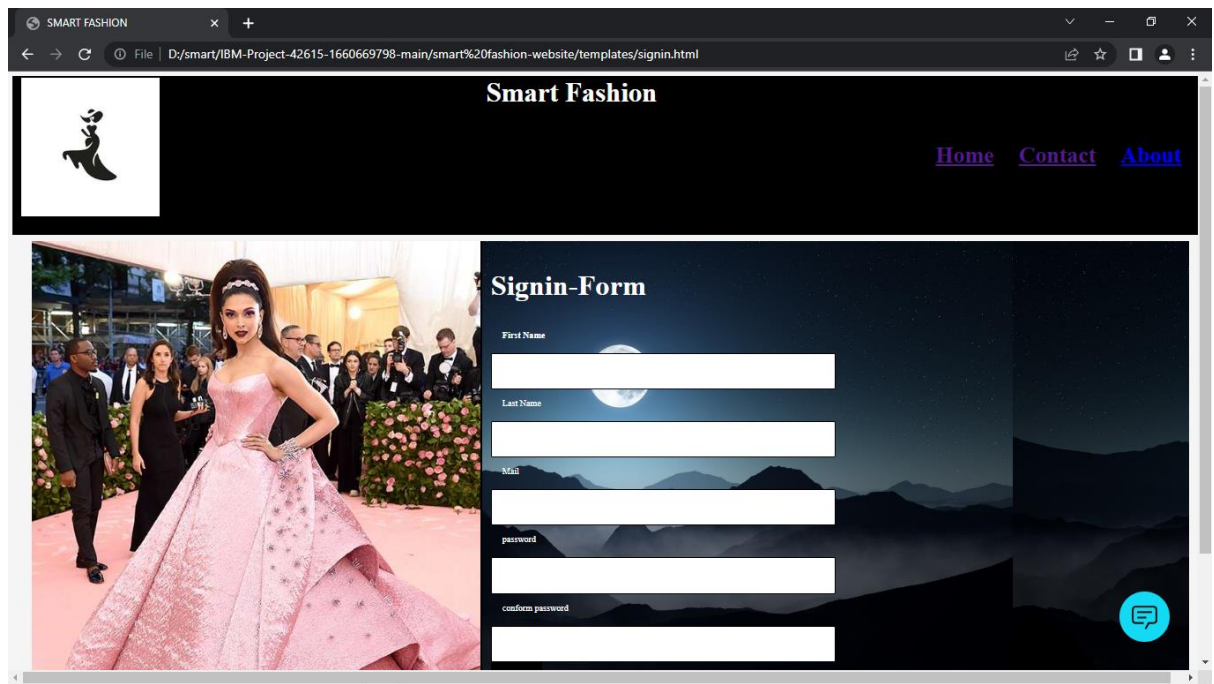 SMART FASHION
File D:/smart/IBM-Project-42615-1660669798-main/smart%20fashion-website/templates/signin.html
Smart Fashion
Home Contact About
Signin-Form
First Name
Last Name
Mail
password
conform password